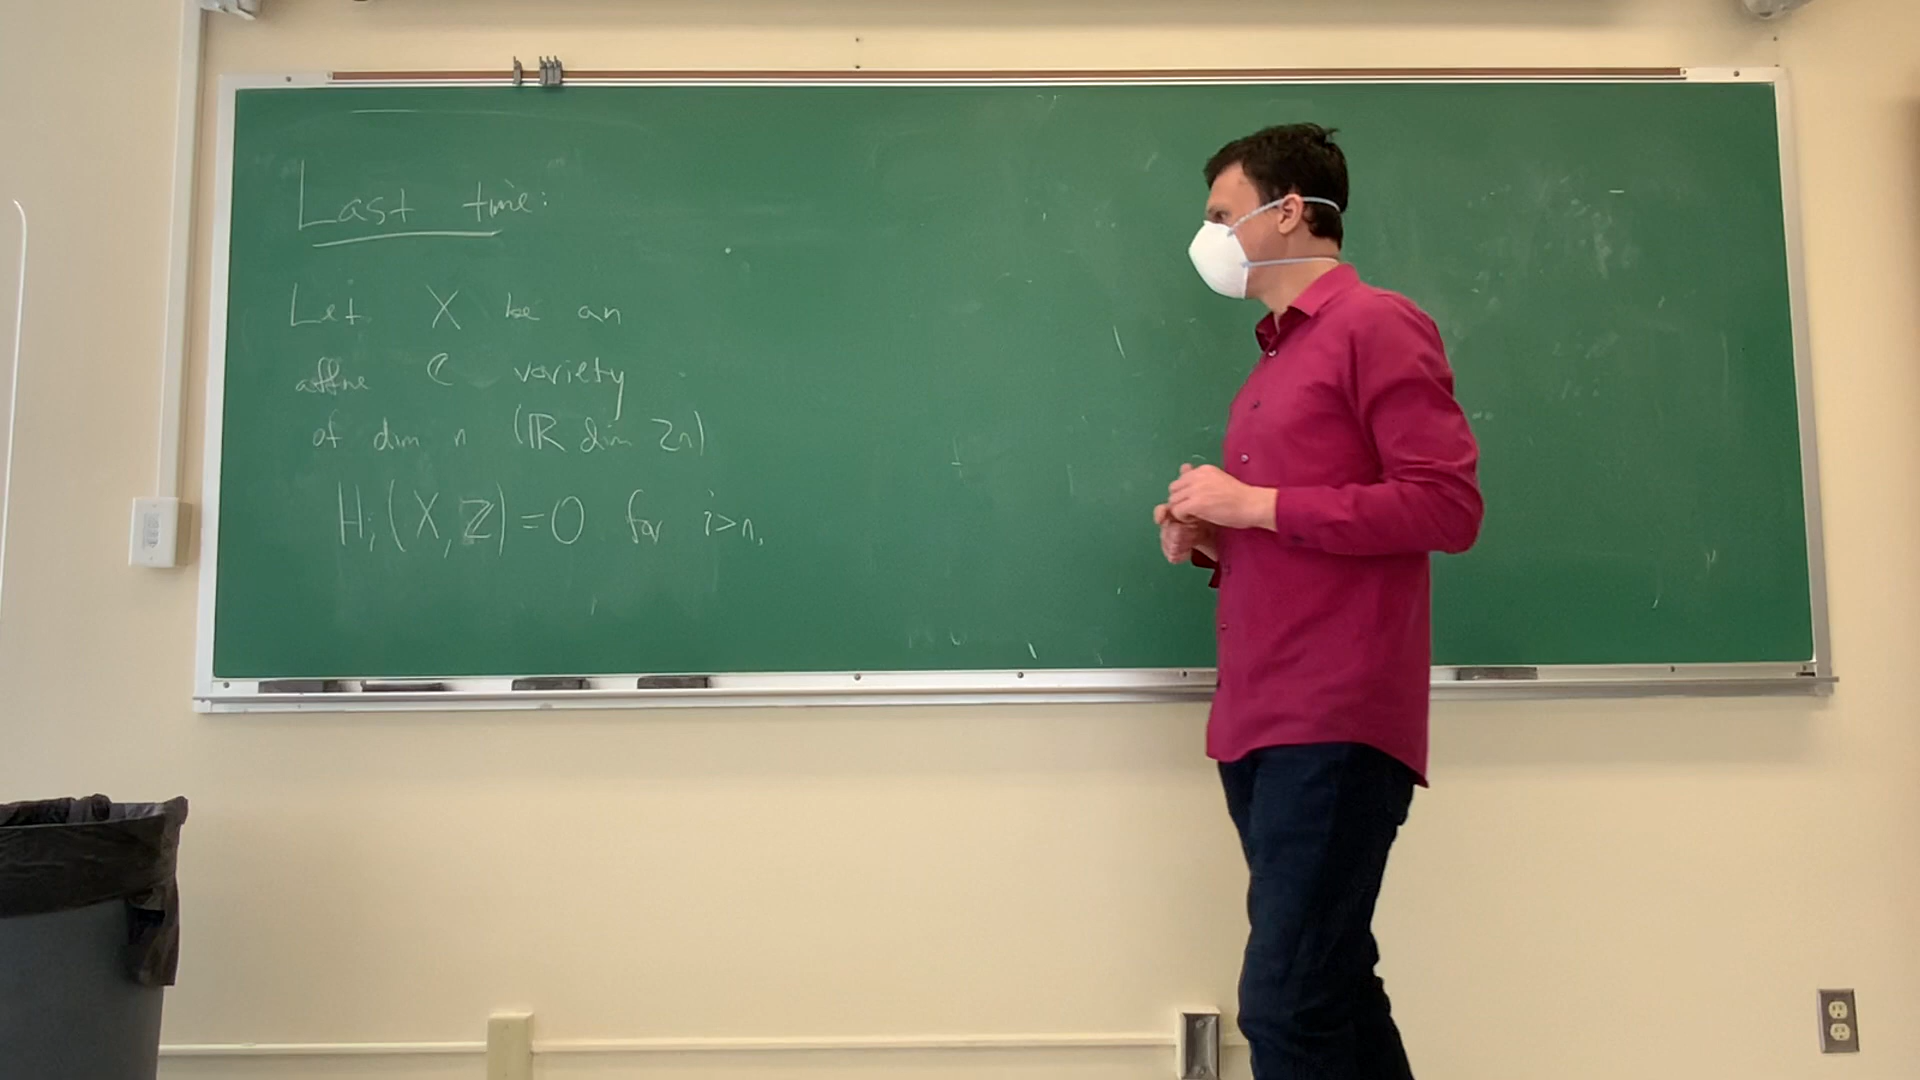 Last time:
Let X be an
affine ℂ variety
of dim n (ℝ dim 2n)
Hᵢ(X, ℤ) = 0 for i>n.